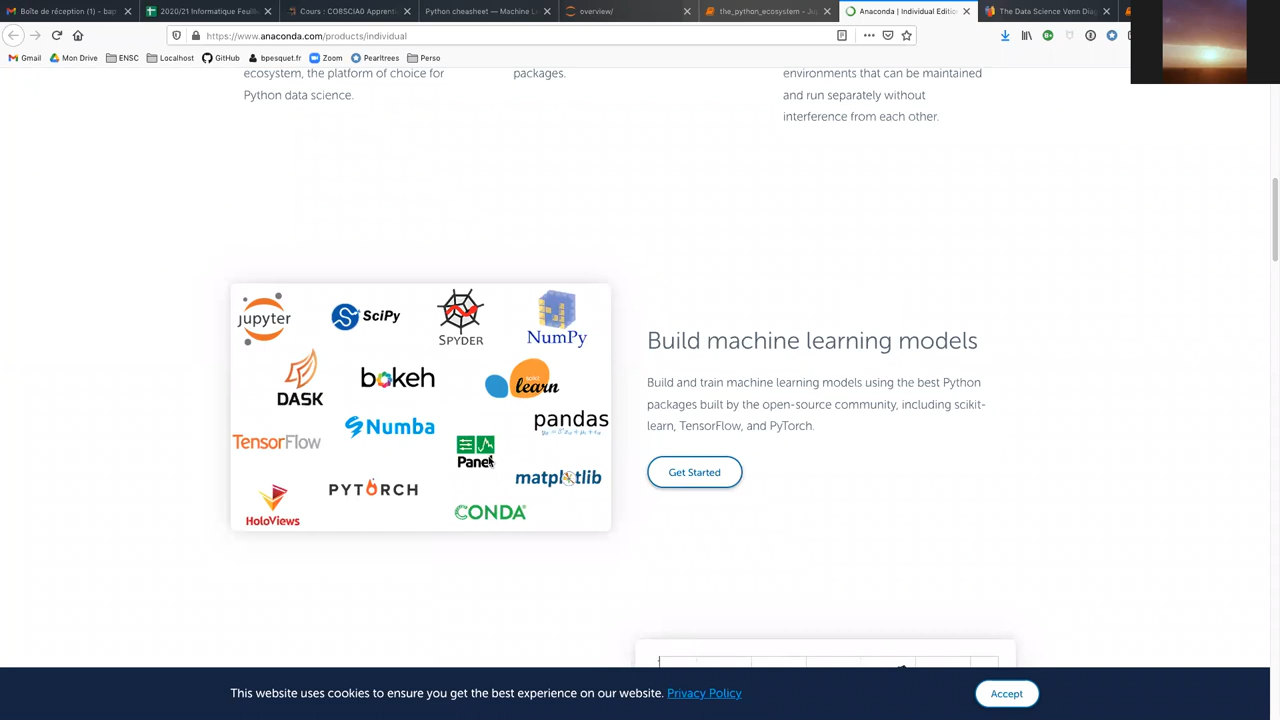 Boîte de réception (1) - bap
2020/21 Informatique Feuille
Cours : CO8SCIA0 Apprenti
Python cheasheet — Machine L
overview/
the_python_ecosystem - Jup
Anaconda | Individual Editio
The Data Science Venn Diag
https://www.anaconda.com/products/individual
Gmail
Mon Drive
ENSC
Localhost
GitHub
bpesquet.fr
Zoom
Pearltrees
Perso
ecosystem, the platform of choice for
Python data science.
packages.
environments that can be maintained
and run separately without
interference from each other.
jupyter
SciPy
SPYDER
NumPy
DASK
bokeh
scikit
learn
TensorFlow
Numba
pandas
Panel
PYTORCH
matplotlib
HoloViews
CONDA
Build machine learning models
Build and train machine learning models using the best Python
packages built by the open-source community, including scikit-
learn, TensorFlow, and PyTorch.
Get Started
This website uses cookies to ensure you get the best experience on our website. Privacy Policy
Accept